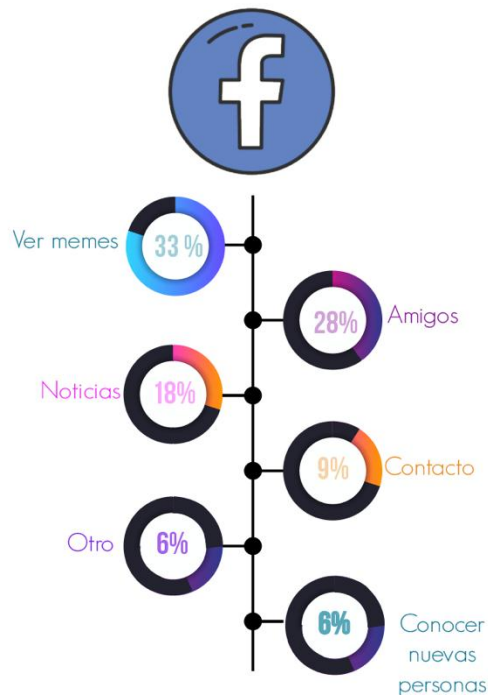 f
Ver memes
33 %
28%
Amigos
Noticias
18%
9%
Contacto
Otro
6%
6%
Conocer
nuevas
personas